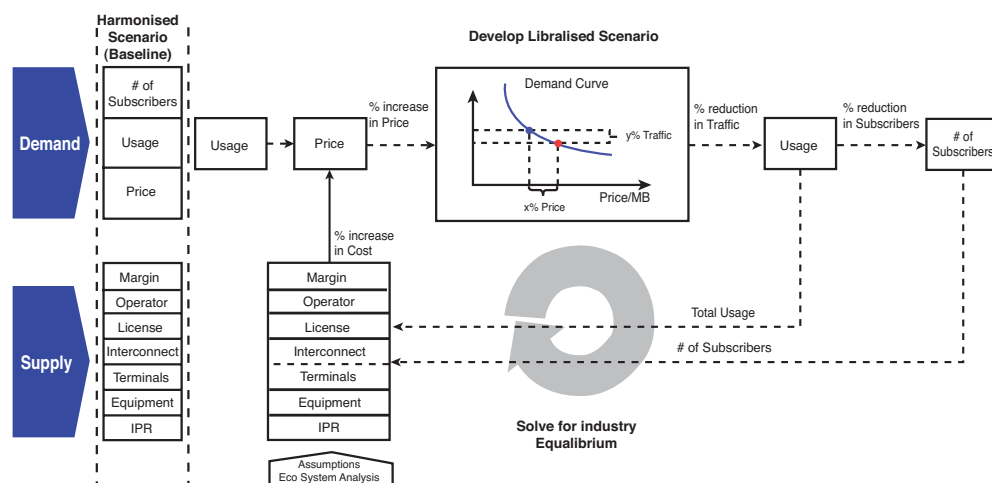 Harmonised
Scenario
(Baseline)
Develop Libralised Scenario
Demand
# of
Subscribers
Usage
Price
Usage
Price
% increase
in Price
Demand Curve
y% Traffic
Price/MB
x% Price
% reduction
in Traffic
Usage
% reduction
in Subscribers
# of
Subscribers
% increase
in Cost
Supply
Margin
Operator
License
Interconnect
Terminals
Equipment
IPR
Margin
Operator
License
Interconnect
Terminals
Equipment
IPR
Total Usage
# of Subscribers
Solve for industry
Equalibrium
Assumptions
Eco System Analysis